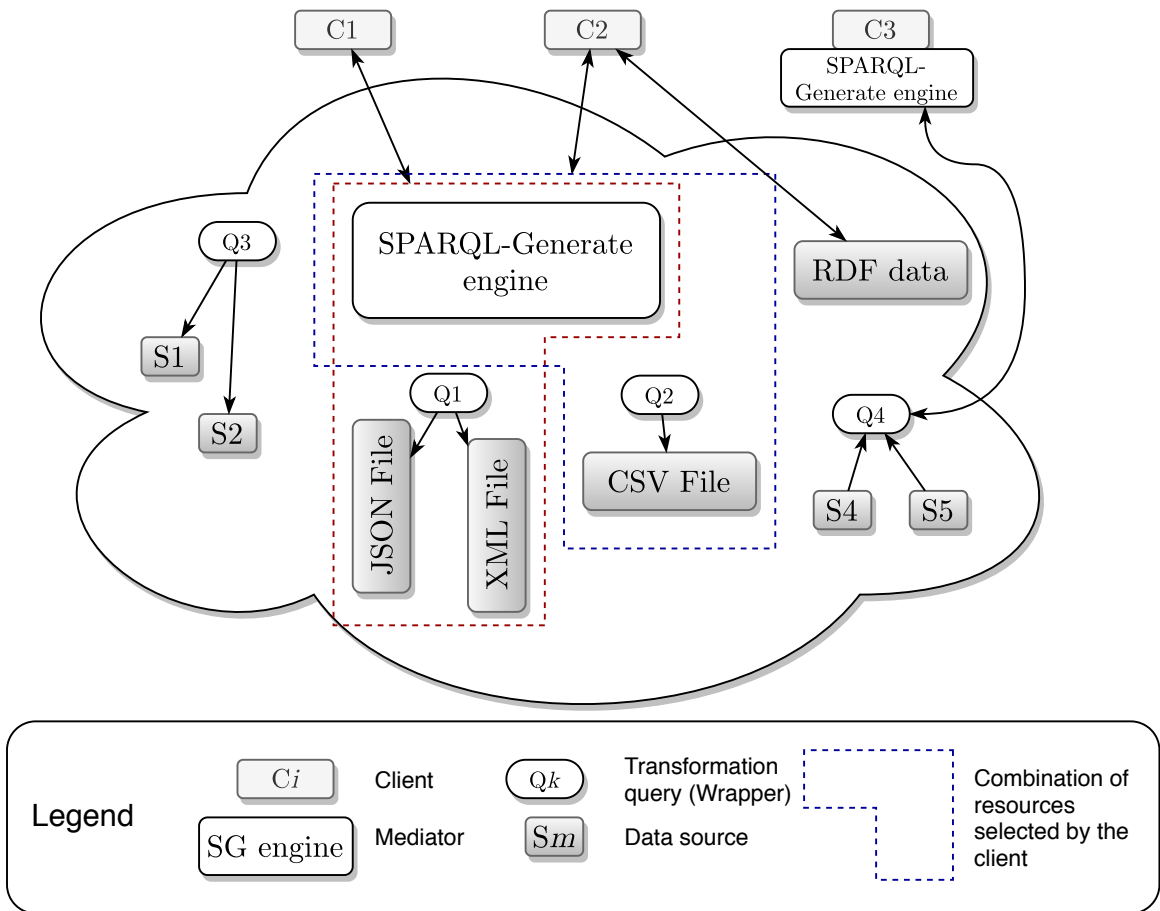 C1
C2
C3
SPARQL-
Generate engine
Q3
SPARQL-Generate
engine
RDF data
S1
S2
Q1
Q2
Q4
JSON File
XML File
CSV File
S4
S5
Legend
Ci
Client
Qk
Transformation
query (Wrapper)
SG engine
Mediator
Sm
Data source
Combination of
resources
selected by the
client